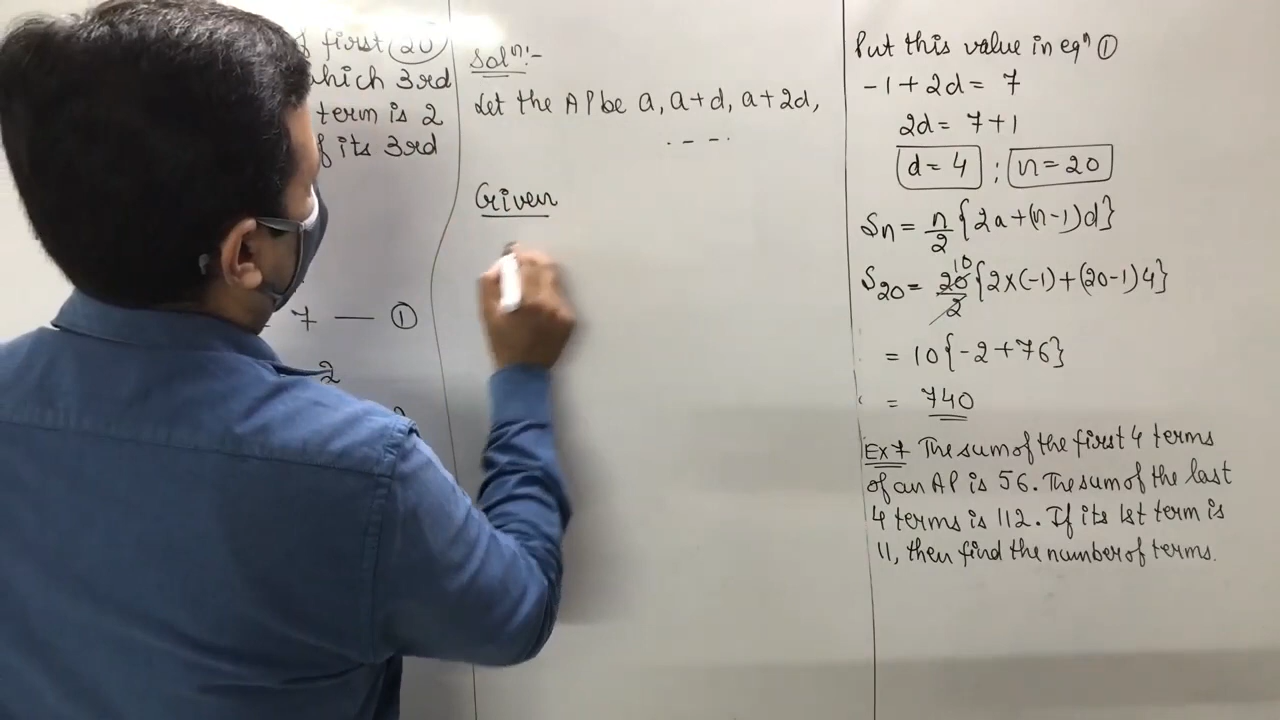 first 20
which 3rd
term is 2
f its 3rd
7 — ①
2
Solⁿ:-
Let the AP be a, a+d, a+2d,
. - - .
Given
Put this value in eqⁿ ①
-1+2d = 7
2d = 7+1
d = 4 ; n = 20
Sn = n/2 {2a+(n-1)d}
S20 = 20/2 10 {2×(-1)+(20-1)4}
= 10{-2+76}
= 740
Ex 7 The sum of the first 4 terms
of an AP is 56. The sum of the last
4 terms is 112. If its 1st term is
11, then find the number of terms.